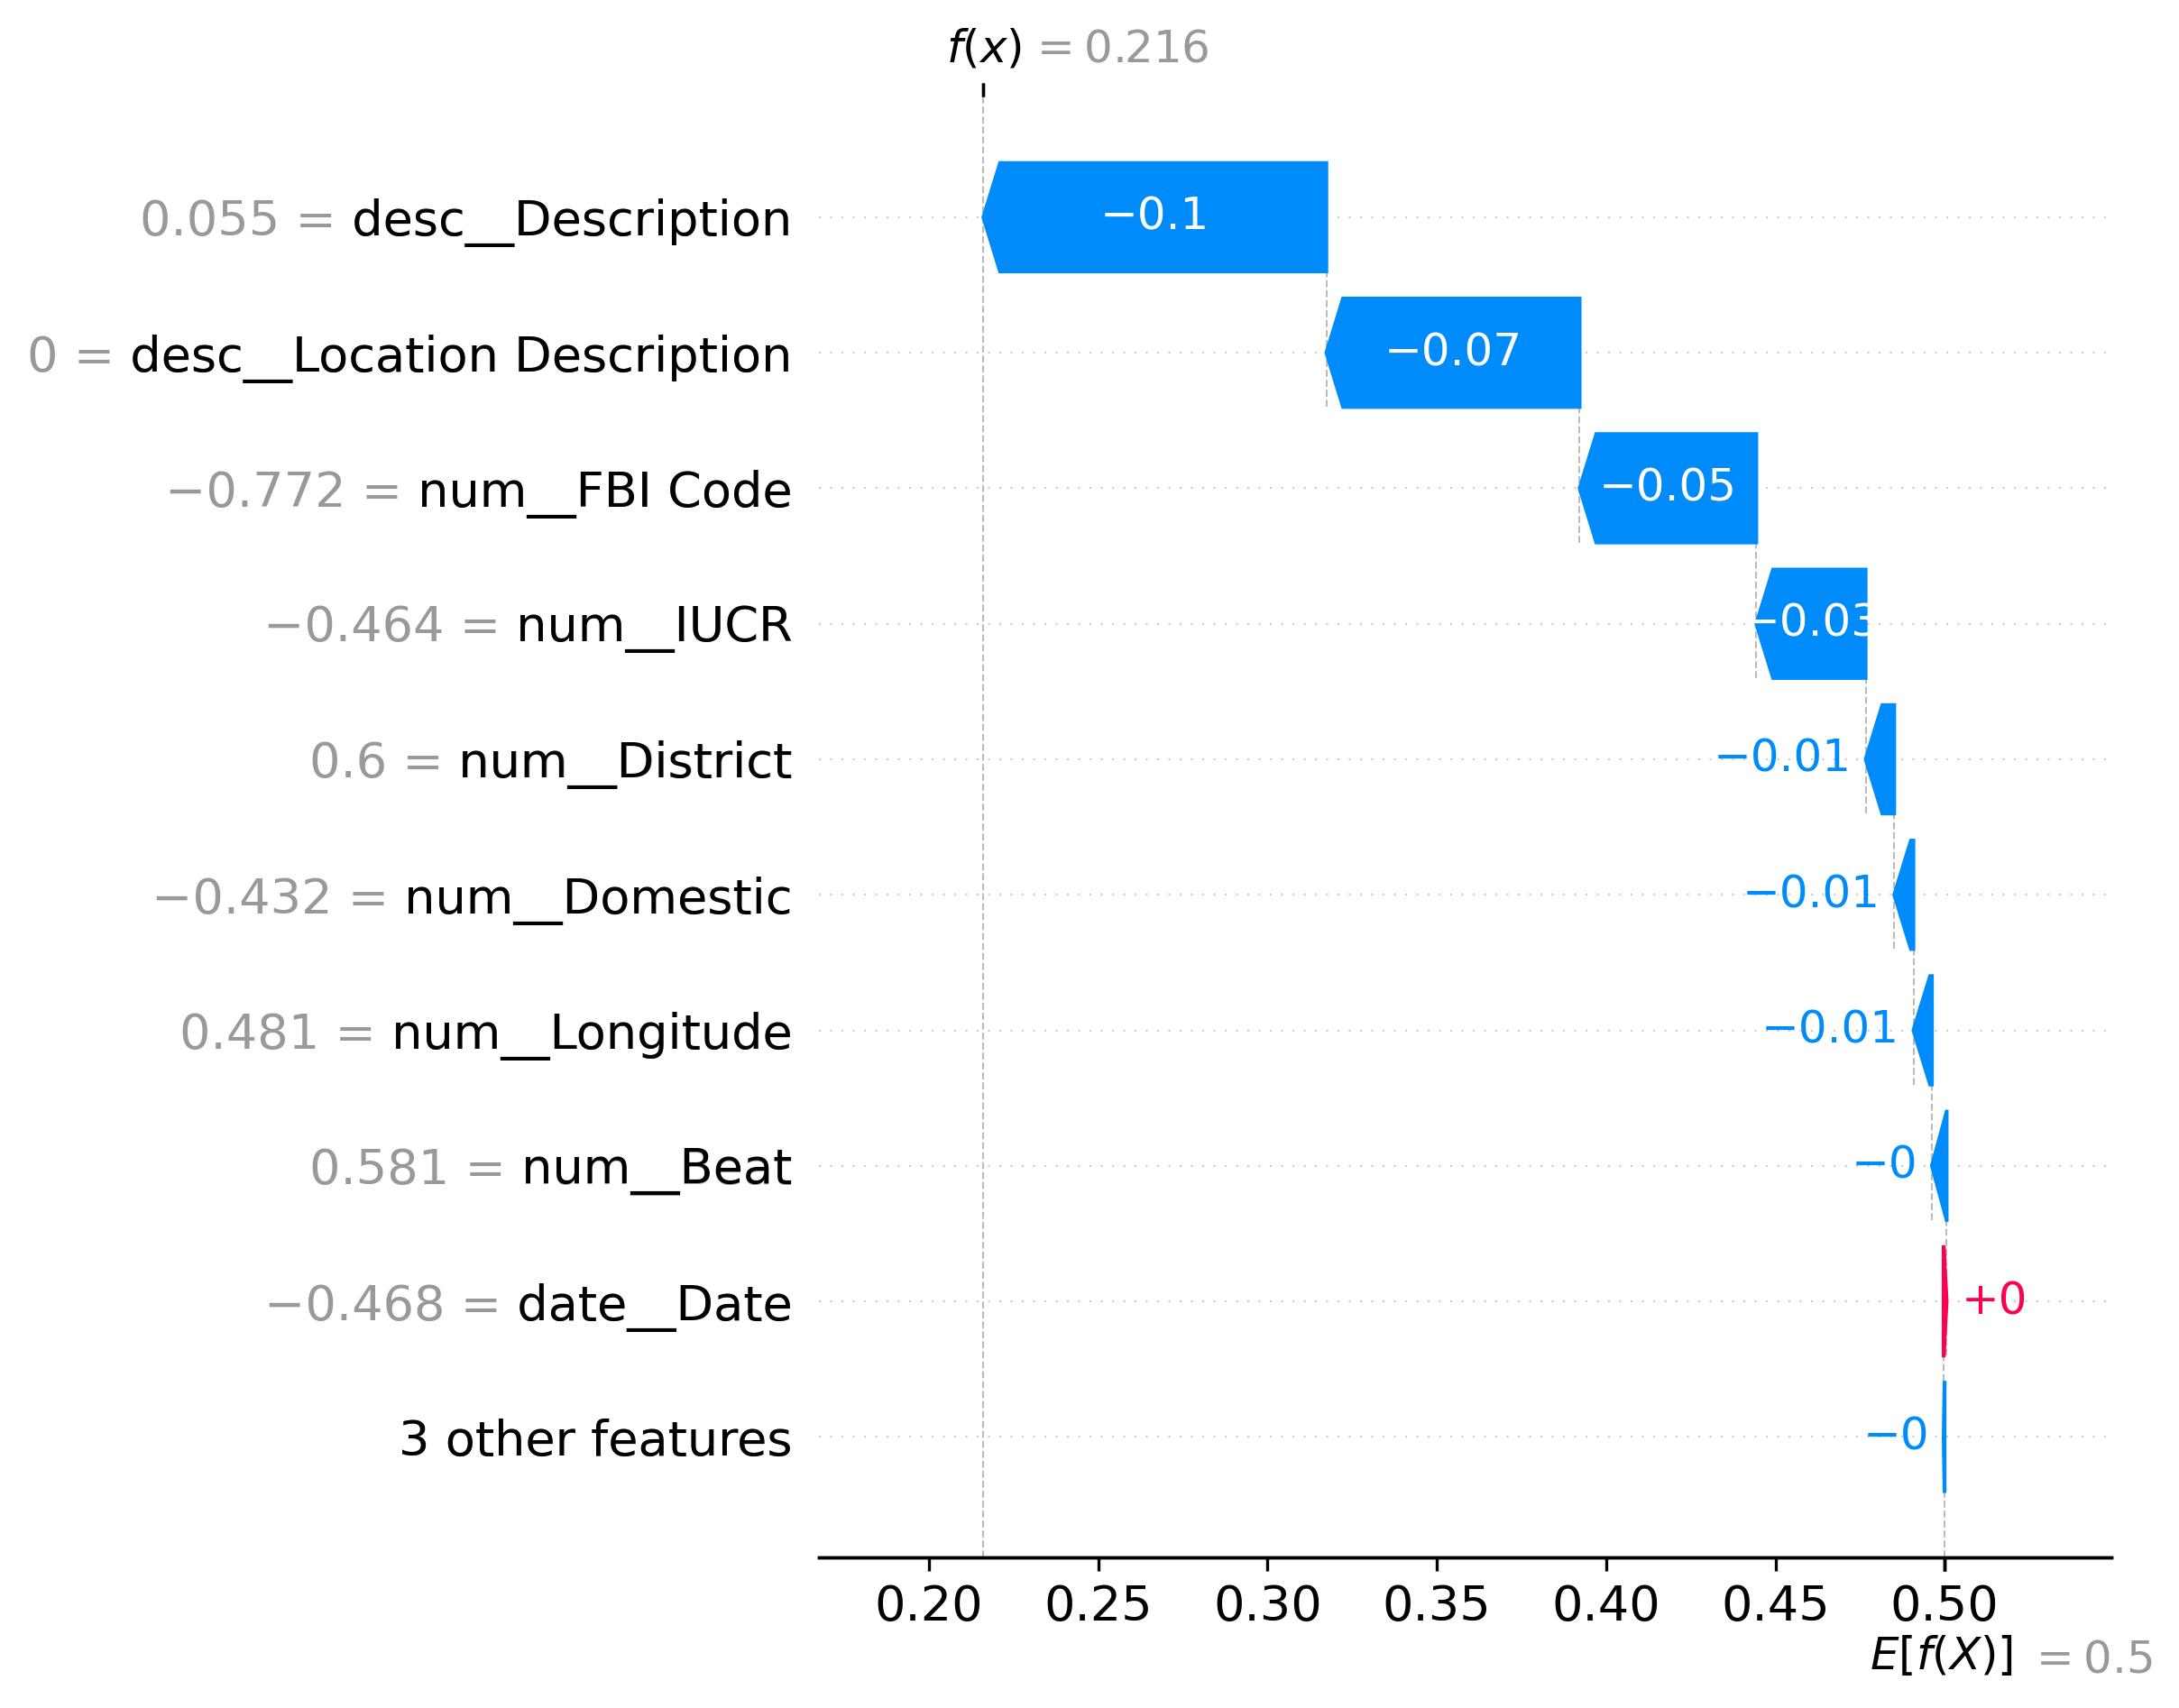 f(x) = 0.216
0.055 = desc__Description −0.1
0 = desc__Location Description −0.07
−0.772 = num__FBI Code −0.05
−0.464 = num__IUCR −0.03
0.6 = num__District −0.01
−0.432 = num__Domestic −0.01
0.481 = num__Longitude −0.01
0.581 = num__Beat −0
−0.468 = date__Date +0
3 other features −0
0.20 0.25 0.30 0.35 0.40 0.45 0.50
E[f(X)] = 0.5